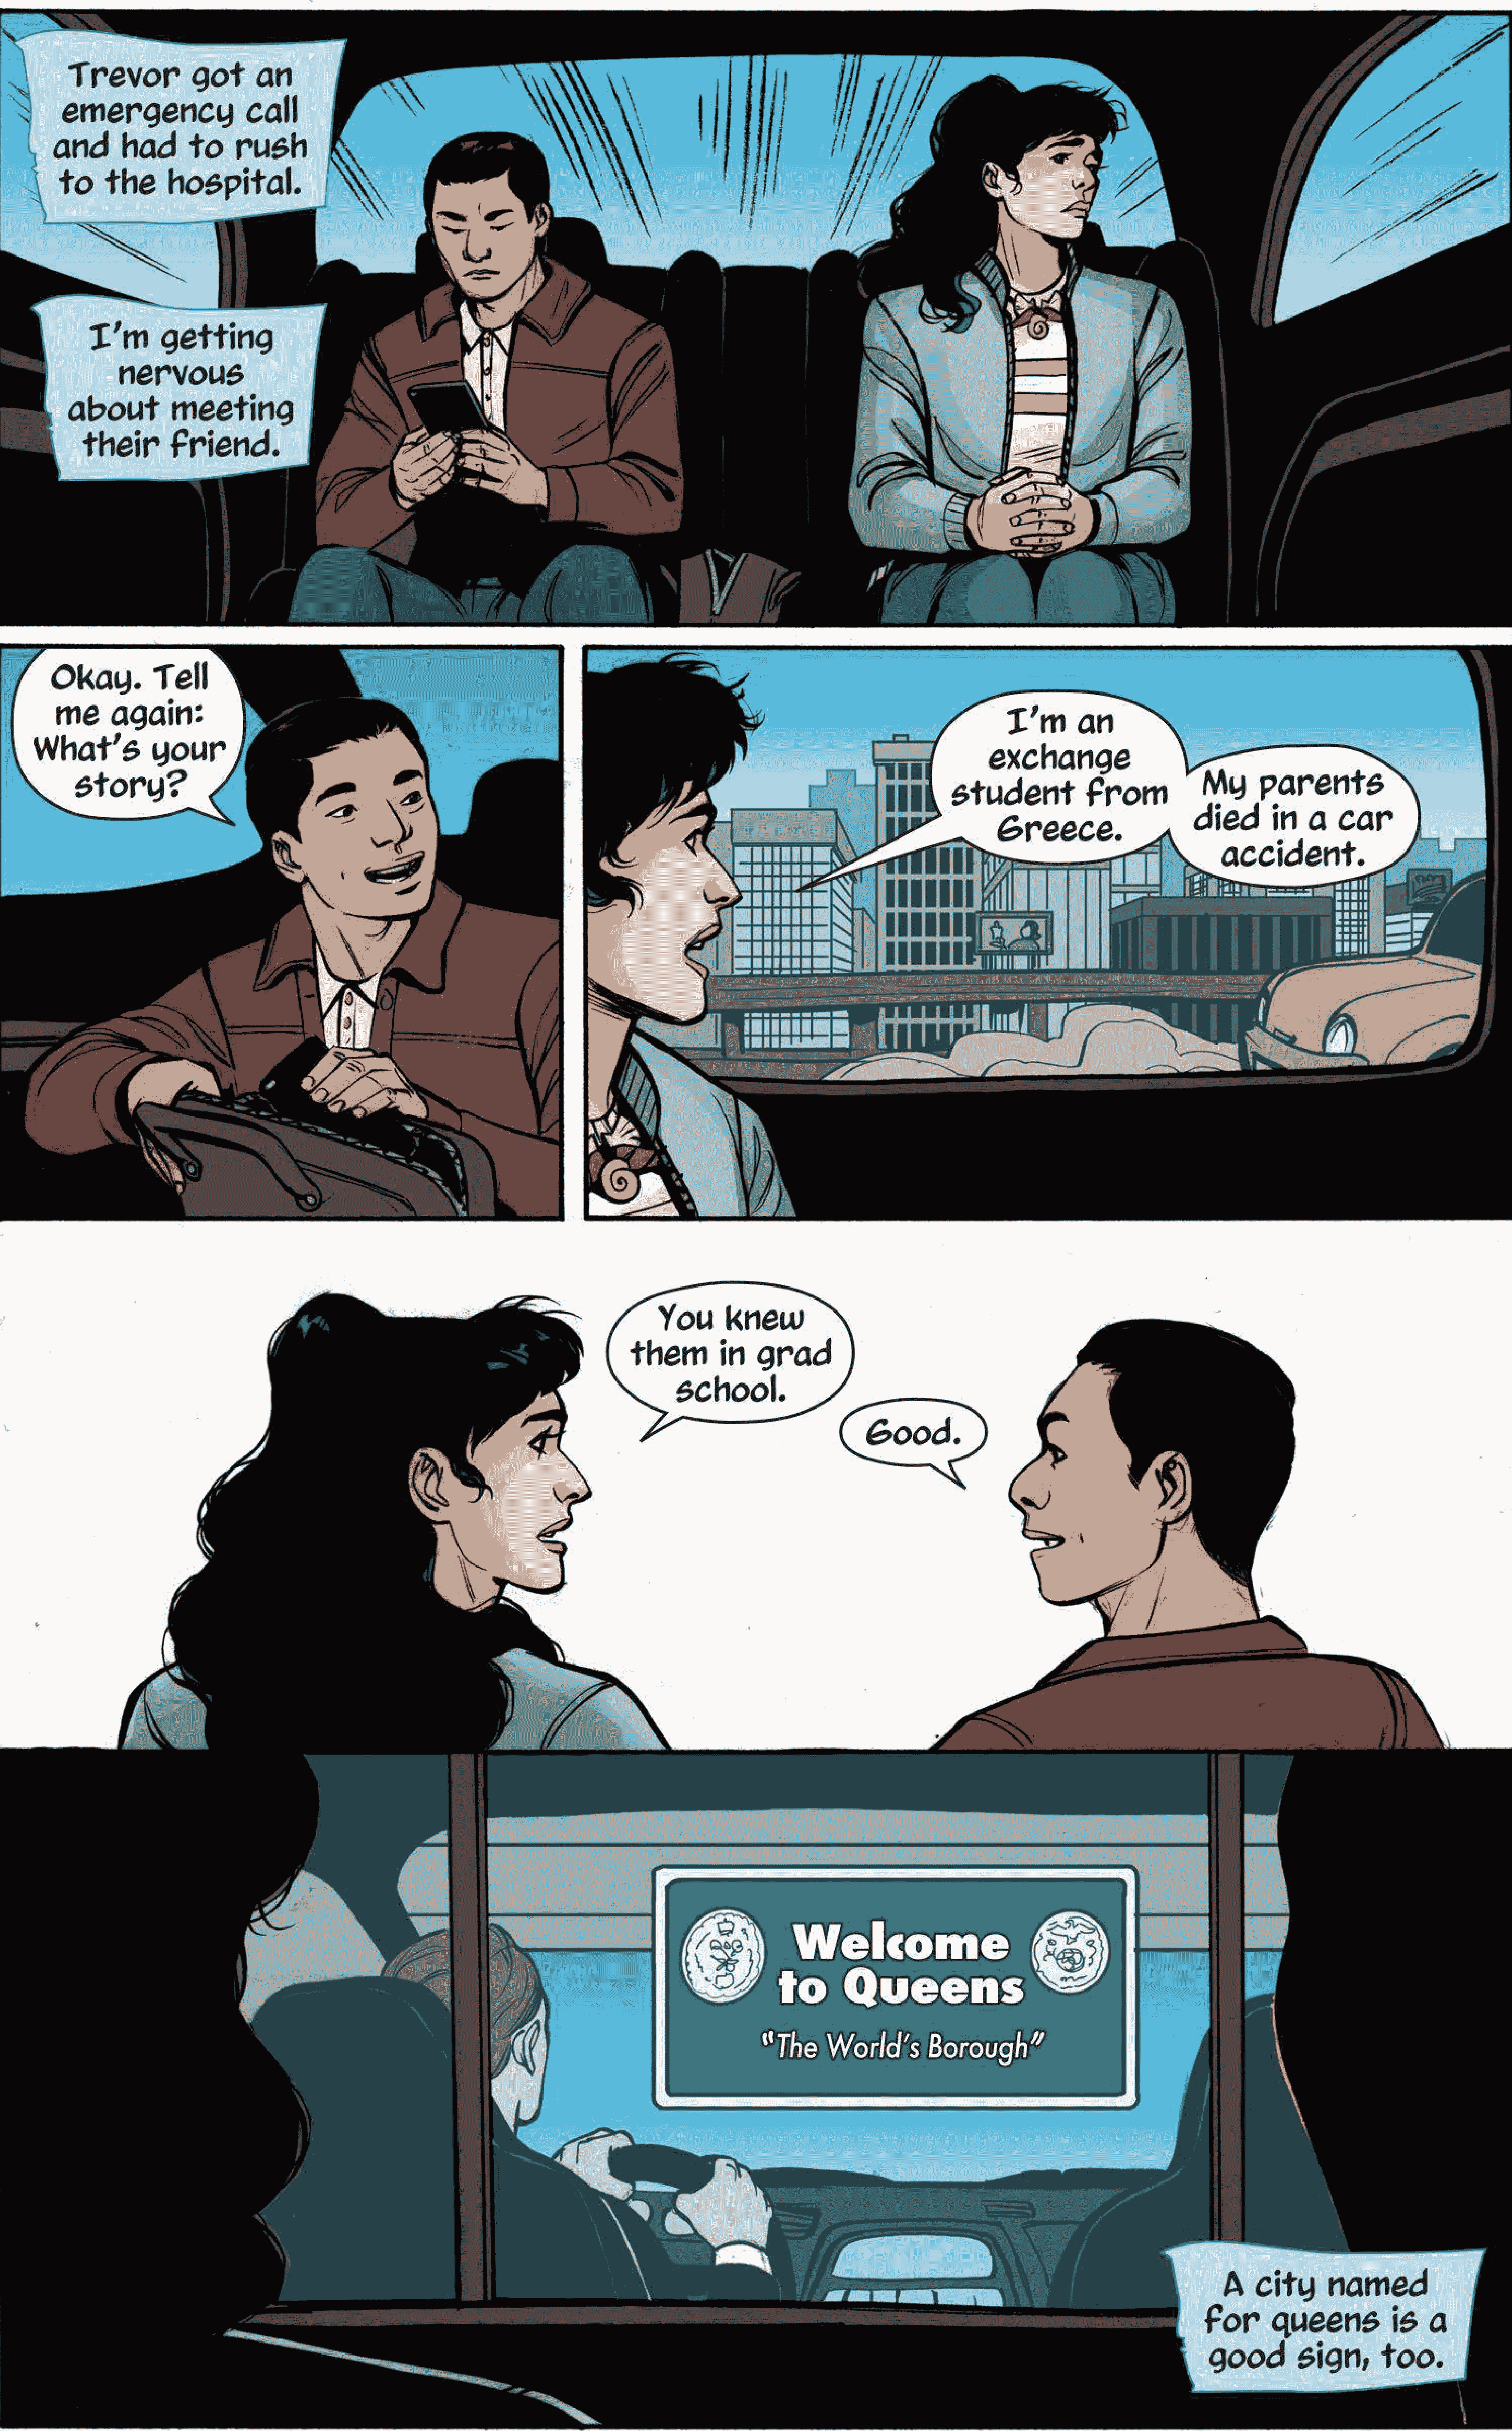 Trevor got an
emergency call
and had to rush
to the hospital.
I'm getting
nervous
about meeting
their friend.
Okay. Tell
me again:
What's your
story?
I'm an
exchange
student from
Greece.
My parents
died in a car
accident.
You knew
them in grad
school.
Good.
Welcome
to Queens
"The World's Borough"
A city named
for queens is a
good sign, too.